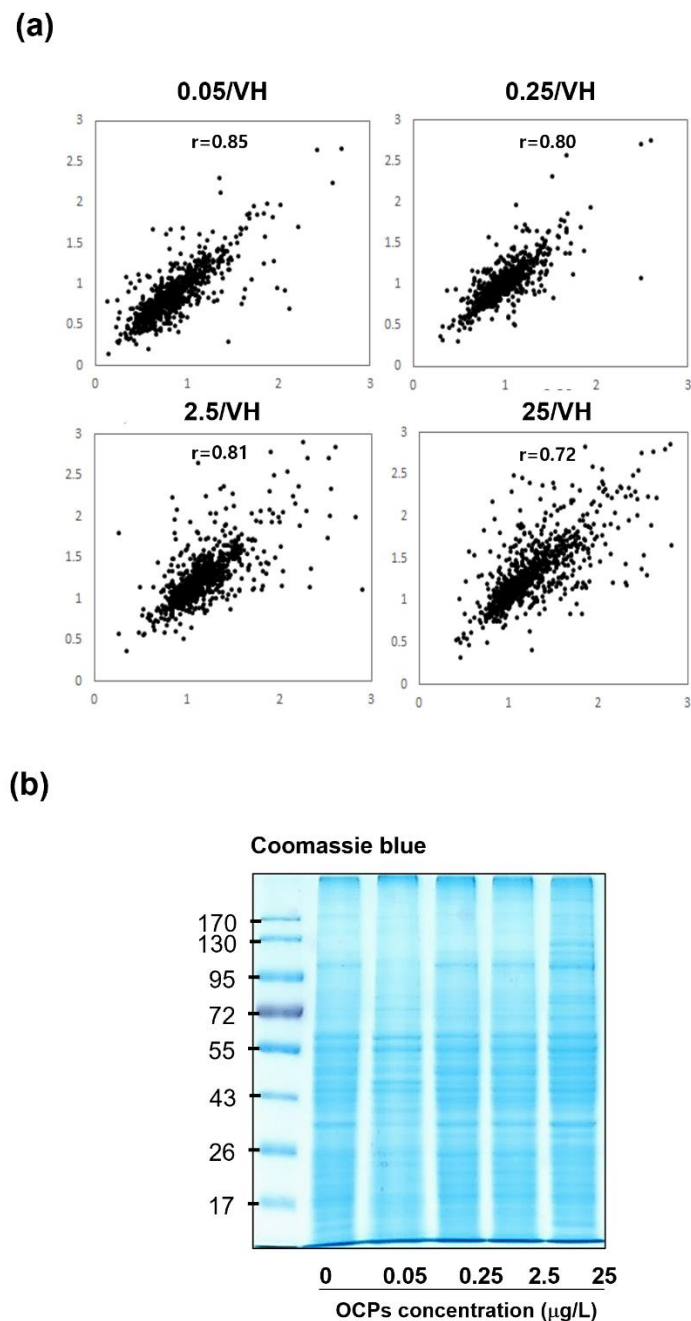 (a)
0.05/VH 0.25/VH
r=0.85 r=0.80
3 3
2.5 2.5
2 2
1.5 1.5
1 1
0.5 0.5
0 0
0 1 2 3 0 1 2 3
2.5/VH 25/VH
r=0.81 r=0.72
3 3
2.5 2.5
2 2
1.5 1.5
1 1
0.5 0.5
0 0
0 1 2 3 0 1 2 3
(b)
Coomassie blue
170
130
95
72
55
43
26
17
0 0.05 0.25 2.5 25
OCPs concentration (μg/L)